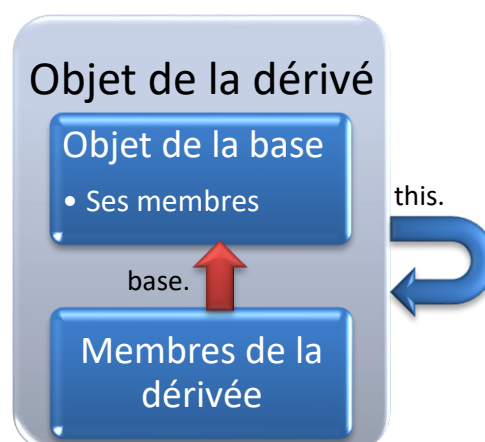 Objet de la dérivé
Objet de la base
• Ses membres
this.
base.
Membres de la
dérivée